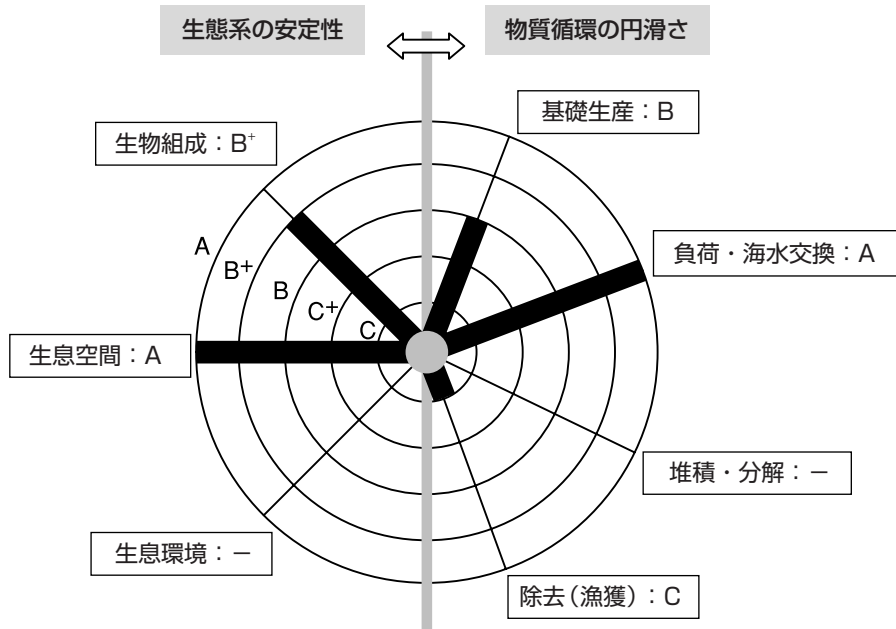 生態系の安定性
物質循環の円滑さ
基礎生産：B
生物組成：B⁺
負荷・海水交換：A
A
B+
B
C+
C
生息空間：A
堆積・分解：－
生息環境：－
除去（漁獲）：C